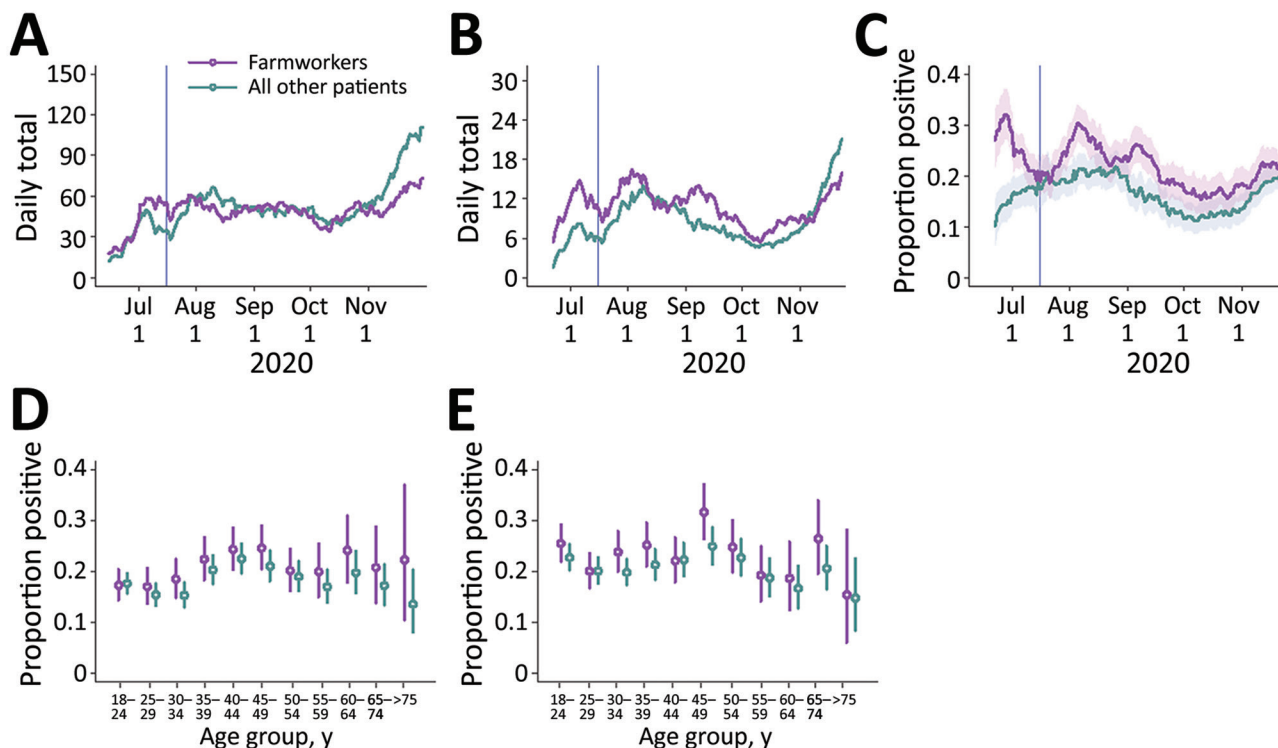 A
Daily total
150
120
90
60
30
0
Farmworkers
All other patients
Jul Aug Sep Oct Nov
1 1 1 1 1
2020
B
Daily total
30
24
18
12
6
0
Jul Aug Sep Oct Nov
1 1 1 1 1
2020
C
Proportion positive
0.4
0.3
0.2
0.1
0
Jul Aug Sep Oct Nov
1 1 1 1 1
2020
D
Proportion positive
0.4
0.3
0.2
0.1
0
18– 25– 30– 35– 40– 45– 50– 55– 60– 65– >75
24 29 34 39 44 49 54 59 64 74
Age group, y
E
Proportion positive
0.4
0.3
0.2
0.1
0
18– 25– 30– 35– 40– 45– 50– 55– 60– 65– >75
24 29 34 39 44 49 54 59 64 74
Age group, y